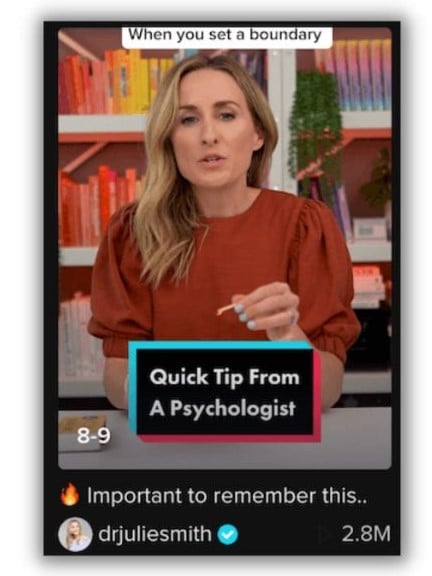 When you set a boundary
Quick Tip From
A Psychologist
8-9
🔥 Important to remember this..
drjuliesmith
2.8M